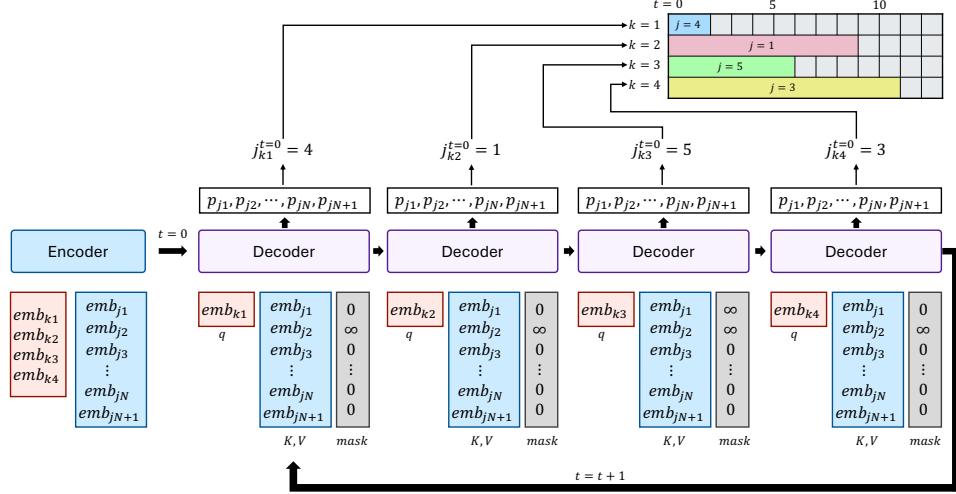 t = 0 5 10
k = 1 j = 4
k = 2 j = 1
k = 3 j = 5
k = 4 j = 3
j_{k1}^{t=0} = 4 j_{k2}^{t=0} = 1 j_{k3}^{t=0} = 5 j_{k4}^{t=0} = 3
p_{j1}, p_{j2}, ⋯, p_{jN}, p_{jN+1} p_{j1}, p_{j2}, ⋯, p_{jN}, p_{jN+1} p_{j1}, p_{j2}, ⋯, p_{jN}, p_{jN+1} p_{j1}, p_{j2}, ⋯, p_{jN}, p_{jN+1}
Encoder t = 0 Decoder Decoder Decoder Decoder
emb_{k1}
emb_{k2}
emb_{k3}
emb_{k4}
emb_{j1}
emb_{j2}
emb_{j3}
⋮
emb_{jN}
emb_{jN+1}
emb_{k1}
q
emb_{j1} 0
emb_{j2} ∞
emb_{j3} 0
⋮ ⋮
emb_{jN} 0
emb_{jN+1} 0
K, V mask
emb_{k2}
q
emb_{j1} 0
emb_{j2} ∞
emb_{j3} 0
⋮ ⋮
emb_{jN} 0
emb_{jN+1} 0
K, V mask
emb_{k3}
q
emb_{j1} ∞
emb_{j2} ∞
emb_{j3} 0
⋮ ⋮
emb_{jN} 0
emb_{jN+1} 0
K, V mask
emb_{k4}
q
emb_{j1} 0
emb_{j2} ∞
emb_{j3} 0
⋮ ⋮
emb_{jN} 0
emb_{jN+1} 0
K, V mask
t = t + 1